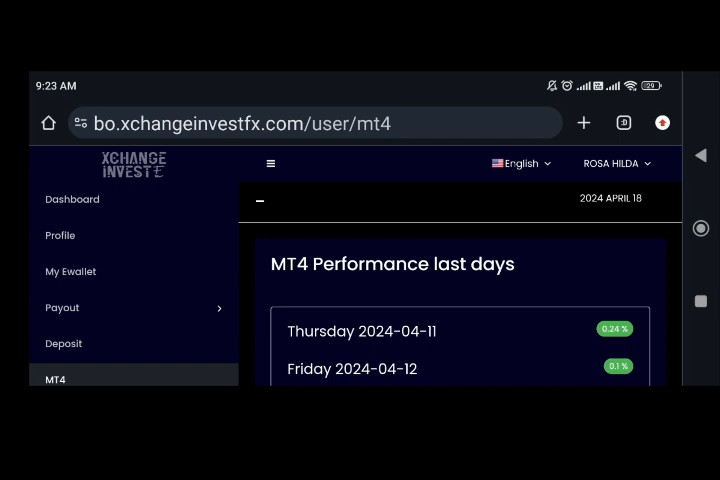 9:23 AM
29
bo.xchangeinvestfx.com/user/mt4
:D
XCHANGE
INVEST
English
ROSA HILDA
Dashboard
2024 APRIL 18
Profile
MT4 Performance last days
My Ewallet
Payout
Thursday 2024-04-11
0.24 %
Deposit
Friday 2024-04-12
0.1 %
MT4